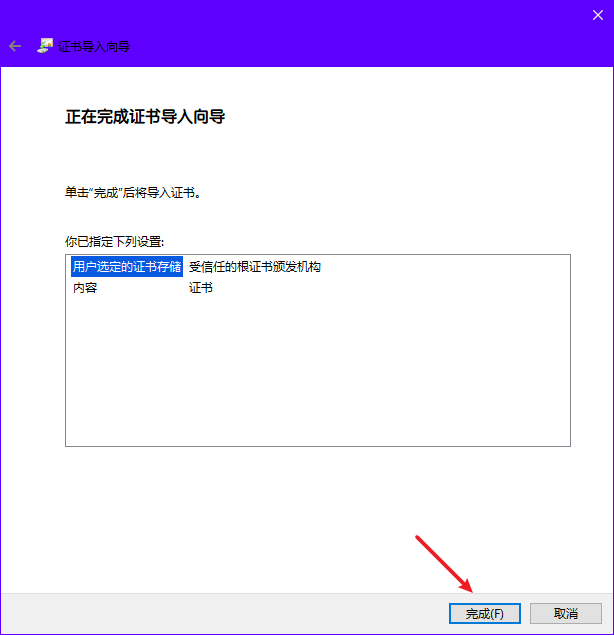 证书导入向导
正在完成证书导入向导
单击“完成”后将导入证书。
你已指定下列设置:
用户选定的证书存储 受信任的根证书颁发机构
内容 证书
完成(F) 取消